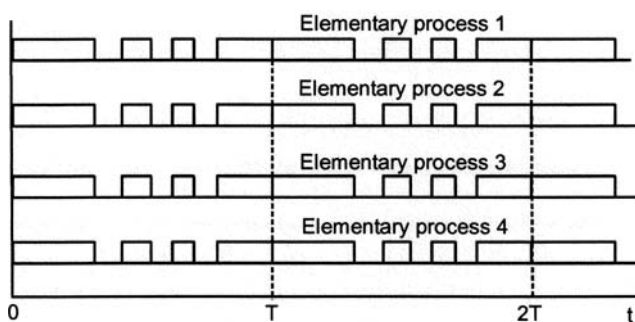 Elementary process 1
Elementary process 2
Elementary process 3
Elementary process 4
0 T 2T t